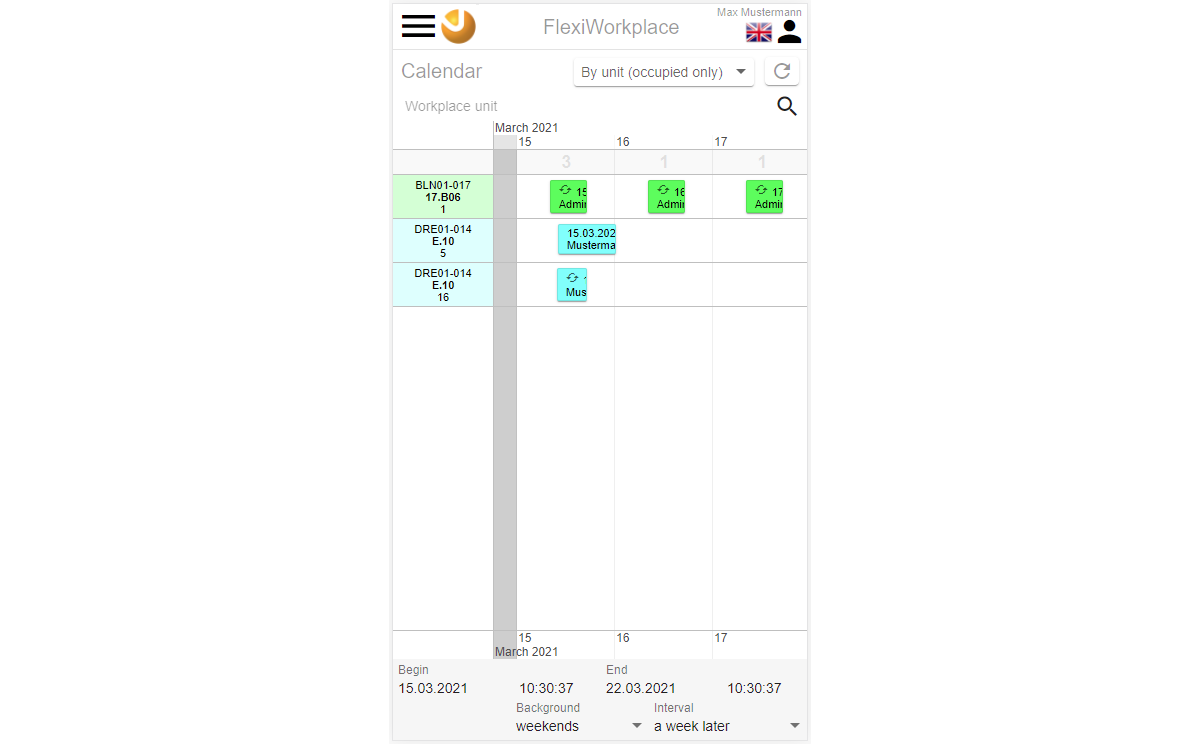 Max Mustermann
FlexiWorkplace
Calendar
By unit (occupied only)
Workplace unit
March 2021
15 16 17
3 1 1
BLN01-017
17.B06
1
15 16 17
Admin Admin Admin
DRE01-014
E.10
5
15.03.202
Musterma
DRE01-014
E.10
16
Mus
15 16 17
March 2021
Begin End
15.03.2021 10:30:37 22.03.2021 10:30:37
Background Interval
weekends a week later